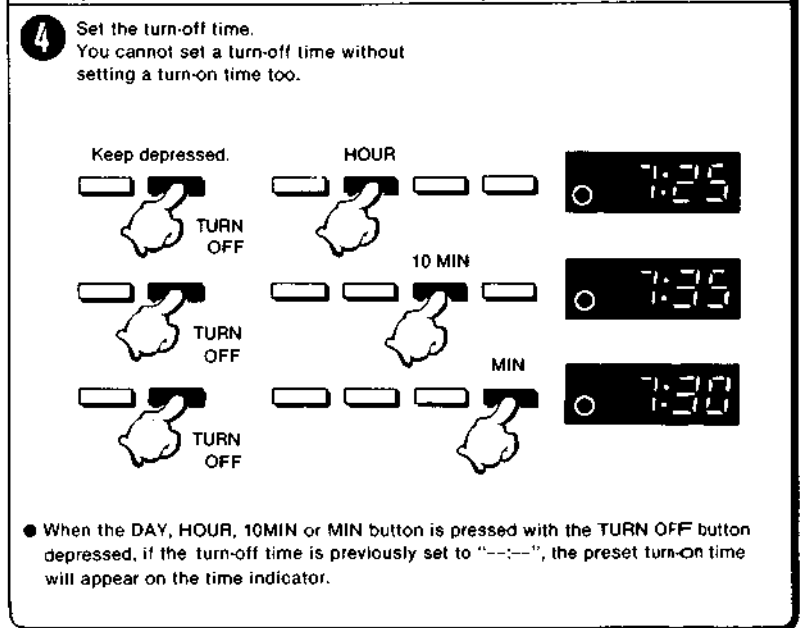 4 Set the turn-off time.
You cannot set a turn-off time without
setting a turn-on time too.
Keep depressed. HOUR
7:25
TURN
OFF
10 MIN
7:35
TURN
OFF
MIN
7:30
TURN
OFF
● When the DAY, HOUR, 10MIN or MIN button is pressed with the TURN OFF button
depressed, if the turn-off time is previously set to "--:--", the preset turn-on time
will appear on the time indicator.